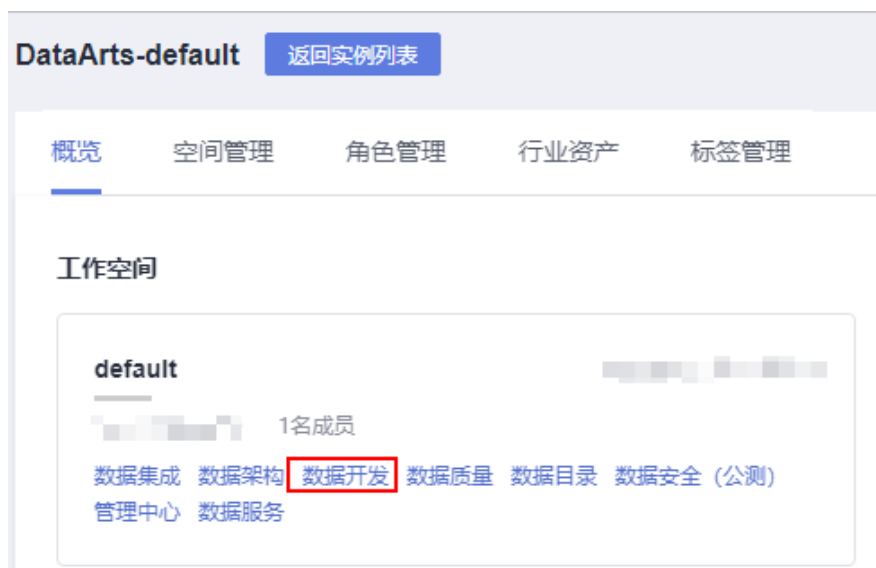 DataArts-default 返回实例列表
概览 空间管理 角色管理 行业资产 标签管理
工作空间
default
1名成员
数据集成 数据架构 数据开发 数据质量 数据目录 数据安全 (公测)
管理中心 数据服务